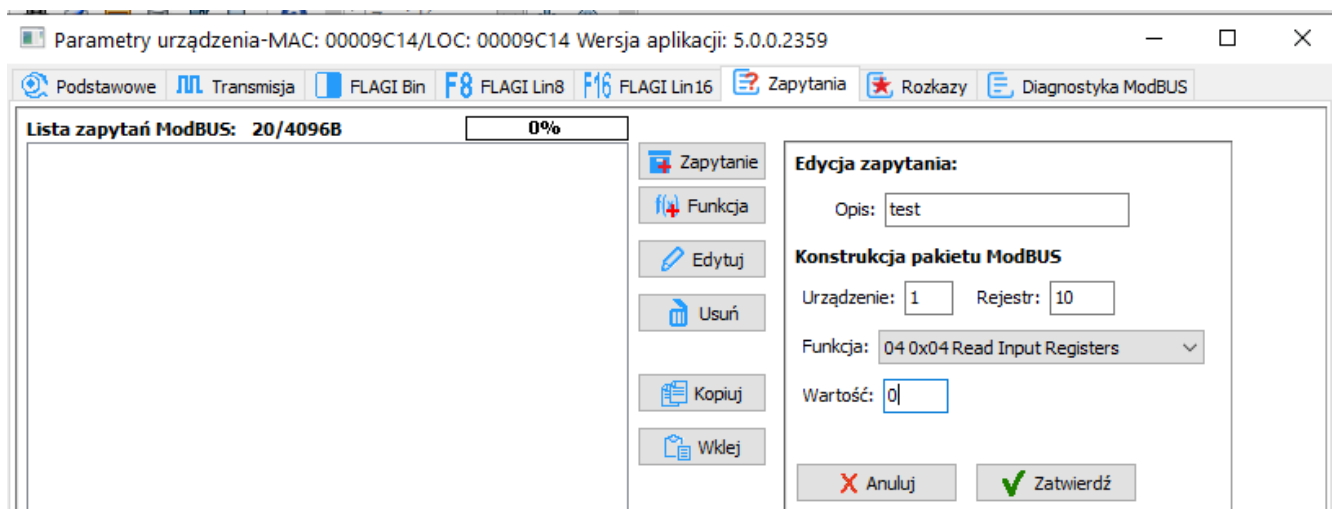 Parametry urządzenia-MAC: 00009C14/LOC: 00009C14 Wersja aplikacji: 5.0.0.2359
Podstawowe Transmisja FLAGI Bin F8 FLAGI Lin8 F16 FLAGI Lin16 Zapytania Rozkazy Diagnostyka ModBUS
Lista zapytań ModBUS: 20/4096B 0%
Zapytanie
f(x) Funkcja
Edytuj
Usuń
Kopiuj
Wklej
Edycja zapytania:
Opis: test
Konstrukcja pakietu ModBUS
Urządzenie: 1 Rejestr: 10
Funkcja: 04 0x04 Read Input Registers
Wartość: 0
Anuluj Zatwierdź